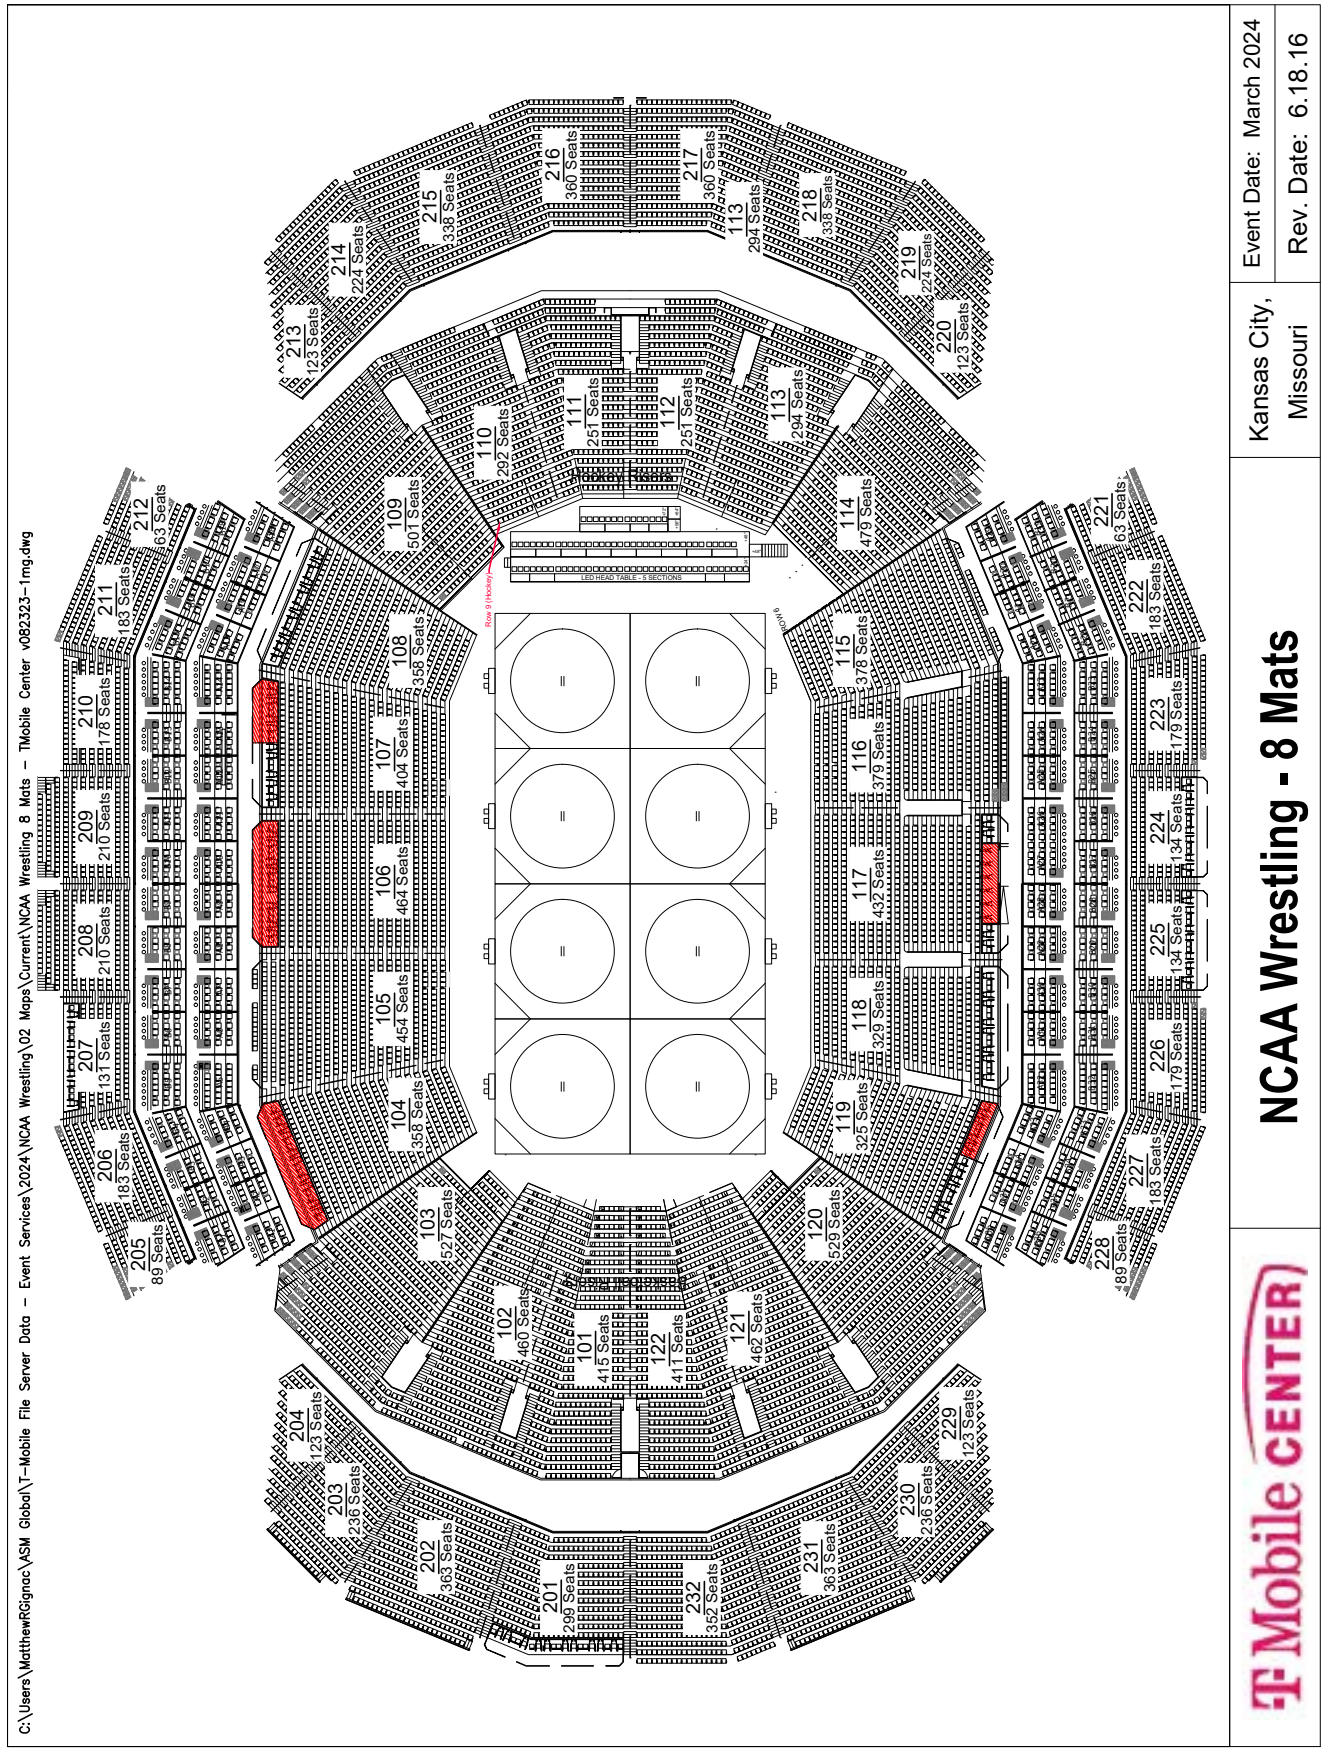 C:\Users\MatthewRGignac\ASM Global\T-Mobile File Server Data - Event Services\2024\NCAA Wrestling\02 Maps\Current\NCAA Wrestling 8 Mats - TMobile Center v082323-1mg.dwg
205
89 Seats
206
183 Seats
207
131 Seats
208
210 Seats
209
210 Seats
210
178 Seats
211
183 Seats
212
63 Seats
204
123 Seats
203
236 Seats
202
363 Seats
201
299 Seats
232
352 Seats
231
363 Seats
230
236 Seats
229
123 Seats
103
527 Seats
102
460 Seats
101
415 Seats
122
411 Seats
121
462 Seats
120
529 Seats
104
358 Seats
105
454 Seats
106
464 Seats
107
404 Seats
108
358 Seats
119
325 Seats
118
329 Seats
117
432 Seats
116
379 Seats
115
378 Seats
Row 9 (Hockey)
LED HEAD TABLE - 5 SECTIONS
109
501 Seats
110
292 Seats
111
251 Seats
112
251 Seats
113
294 Seats
114
479 Seats
213
123 Seats
214
224 Seats
215
338 Seats
216
360 Seats
217
360 Seats
113
294 Seats
218
338 Seats
219
224 Seats
220
123 Seats
228
89 Seats
227
183 Seats
226
179 Seats
225
134 Seats
224
134 Seats
223
179 Seats
222
183 Seats
221
63 Seats
T Mobile CENTER
NCAA Wrestling - 8 Mats
Kansas City,
Missouri
Event Date: March 2024
Rev. Date: 6.18.16